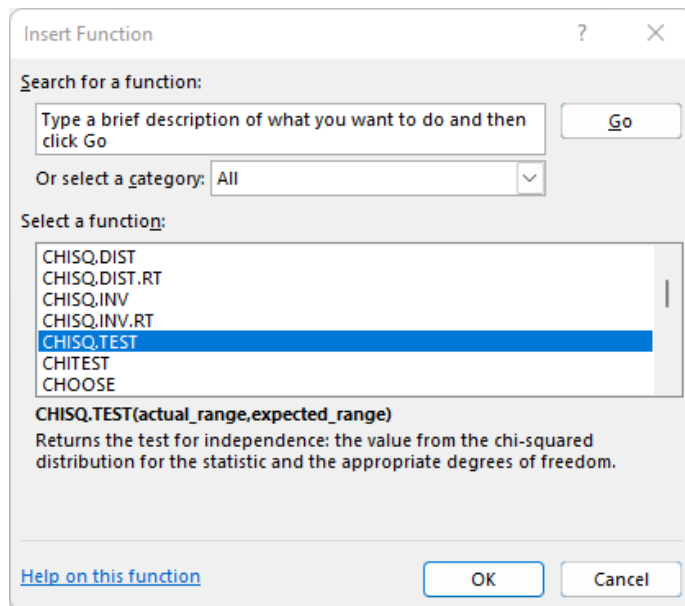 Insert Function
?
Search for a function:
Type a brief description of what you want to do and then
click Go
Go
Or select a category: All
Select a function:
CHISQ.DIST
CHISQ.DIST.RT
CHISQ.INV
CHISQ.INV.RT
CHISQ.TEST
CHITEST
CHOOSE
CHISQ.TEST(actual_range,expected_range)
Returns the test for independence: the value from the chi-squared
distribution for the statistic and the appropriate degrees of freedom.
Help on this function
OK
Cancel